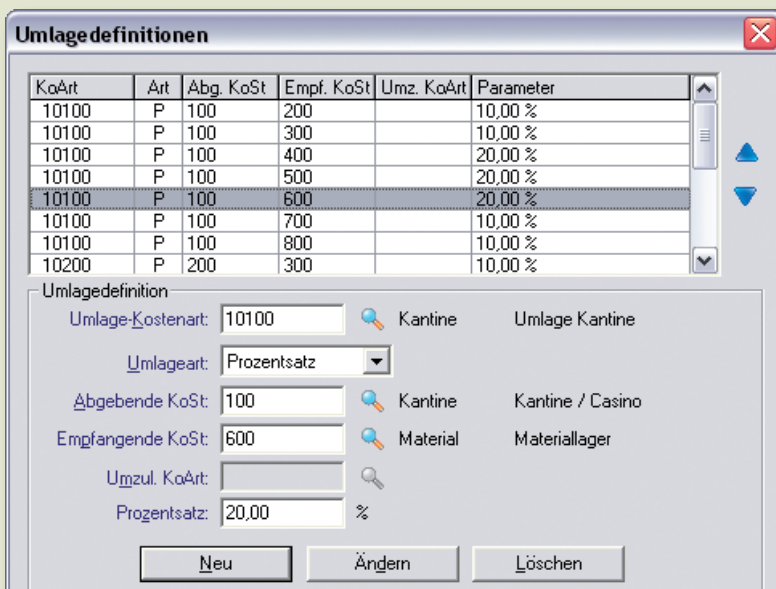 Umlagedefinitionen
KoArt Art Abg. KoSt Empf. KoSt Umz. KoArt Parameter
10100 P 100 200 10,00 %
10100 P 100 300 10,00 %
10100 P 100 400 20,00 %
10100 P 100 500 20,00 %
10100 P 100 600 20,00 %
10100 P 100 700 10,00 %
10100 P 100 800 10,00 %
10200 P 200 300 10,00 %
Umlagedefinition
Umlage-Kostenart: 10100 Kantine Umlage Kantine
Umlageart: Prozentsatz
Abgebende KoSt: 100 Kantine Kantine / Casino
Empfangende KoSt: 600 Material Materiallager
Umzul. KoArt:
Prozentsatz: 20,00 %
Neu Ändern Löschen